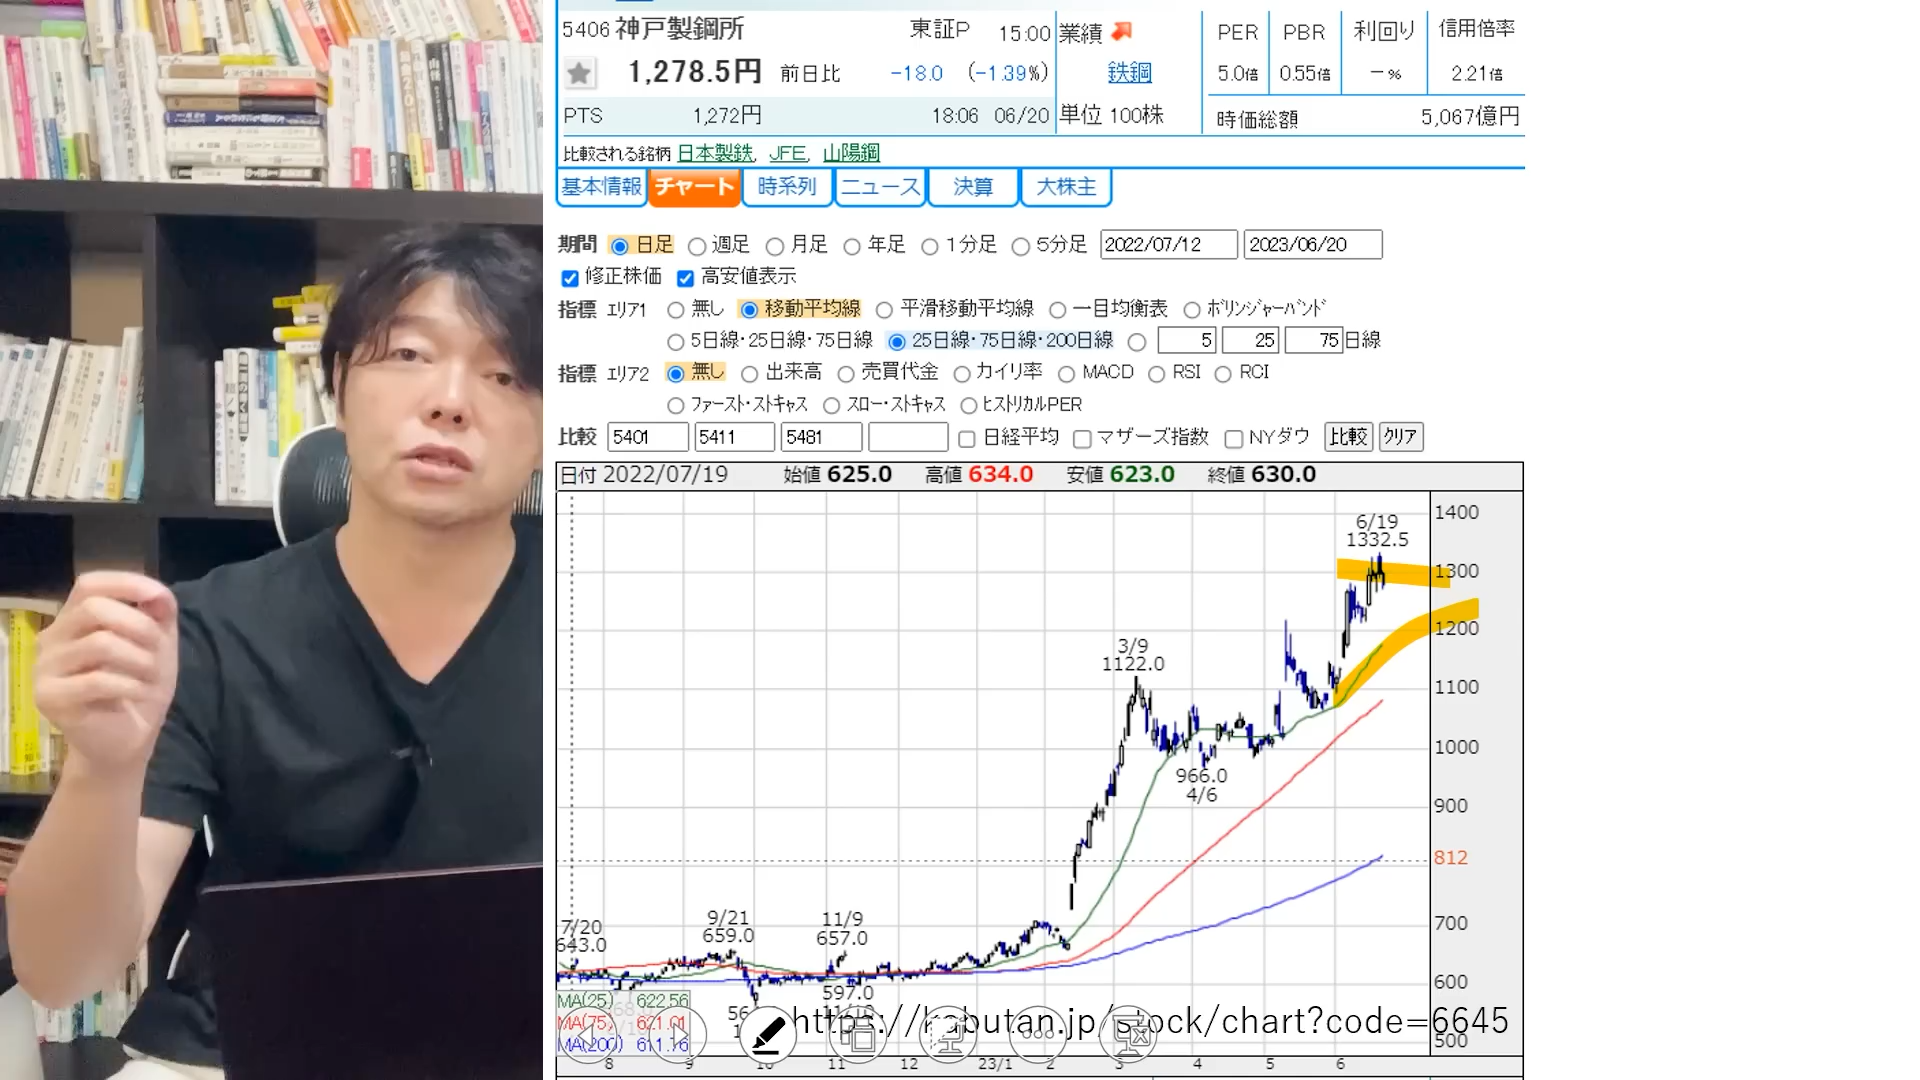 5406 神戸製鋼所 東証P 15:00 業績 PER PBR 利回り 信用倍率
1,278.5円 前日比 -18.0 (-1.39%) 鉄鋼 5.0倍 0.55倍 -% 2.21倍
PTS 1,272円 18:06 06/20 単位 100株 時価総額 5,067億円
比較される銘柄 日本製鉄, JFE, 山陽鋼
基本情報 チャート 時系列 ニュース 決算 大株主
期間 日足 週足 月足 年足 1分足 5分足 2022/07/12 2023/06/20
修正株価 高安値表示
指標 エリア1 無し 移動平均線 平滑移動平均線 一目均衡表 ボリンジャーバンド
5日線・25日線・75日線 25日線・75日線・200日線 5 25 75 日線
指標 エリア2 無し 出来高 売買代金 カイリ率 MACD RSI RCI
ファースト・ストキャス スロー・ストキャス ヒストリカルPER
比較 5401 5411 5481 日経平均 マザーズ指数 NYダウ 比較 クリア
日付 2022/07/19 始値 625.0 高値 634.0 安値 623.0 終値 630.0
1400
6/19
1332.5
1300
1200
3/9
1122.0
1100
1000
966.0
4/6
900
812
7/20
643.0
9/21
659.0
11/9
657.0
700
600
597.0
MA(25) 622.56
MA(75) 621.01
MA(200) 611.76
https://kabutan.jp/stock/chart?code=6645
500
8 9 10 11 12 23/1 2 3 4 5 6